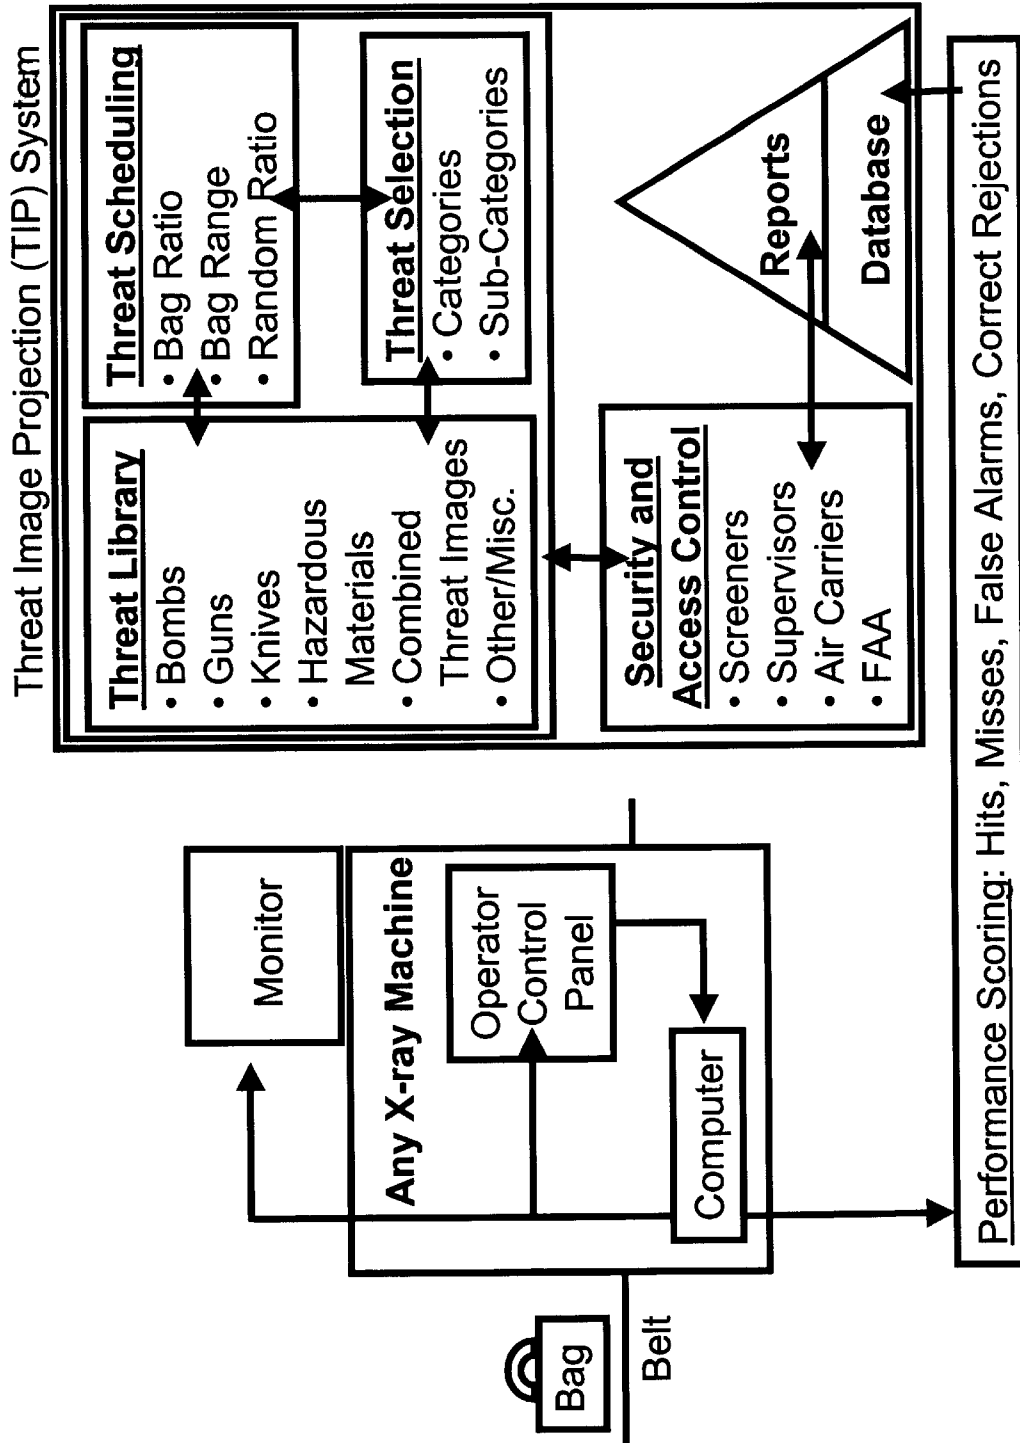 Threat Image Projection (TIP) System
Threat Library
• Bombs
• Guns
• Knives
• Hazardous
Materials
• Combined
Threat Images
• Other/Misc.
Threat Scheduling
• Bag Ratio
• Bag Range
• Random Ratio
Threat Selection
• Categories
• Sub-Categories
Security and
Access Control
• Screeners
• Supervisors
• Air Carriers
• FAA
Reports
Database
Monitor
Any X-ray Machine
Operator
Control
Panel
Computer
Bag
Belt
Performance Scoring: Hits, Misses, False Alarms, Correct Rejections